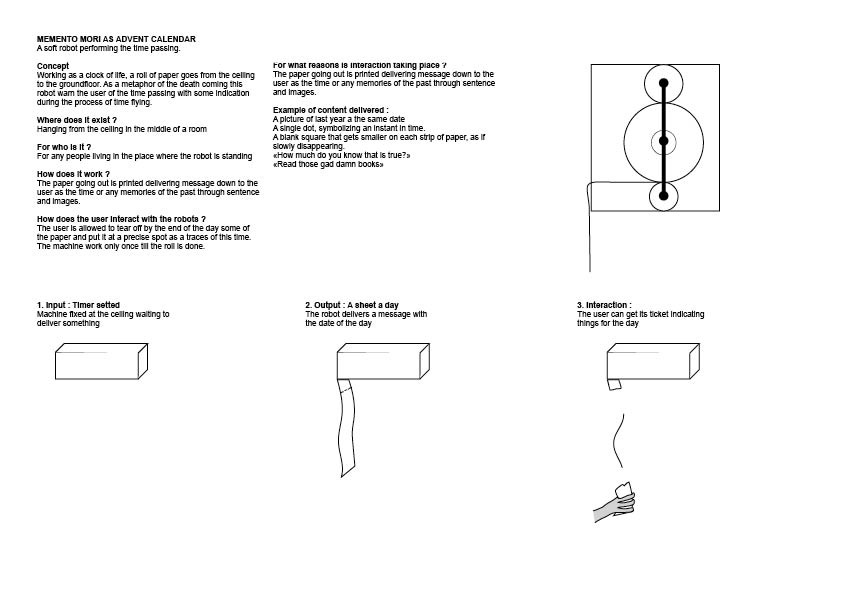 MEMENTO MORI AS ADVENT CALENDAR
A soft robot performing the time passing.
Concept
Working as a clock of life, a roll of paper goes from the ceiling
to the groundfloor. As a metaphor of the death coming this
robot warn the user of the time passing with some indication
during the process of time flying.
Where does it exist ?
Hanging from the ceiling in the middle of a room
For who is it ?
For any people living in the place where the robot is standing
How does it work ?
The paper going out is printed delivering message down to the
user as the time or any memories of the past through sentence
and images.
How does the user interact with the robots ?
The user is allowed to tear off by the end of the day some of
the paper and put it at a precise spot as a traces of this time.
The machine work only once till the roll is done.
For what reasons is interaction taking place ?
The paper going out is printed delivering message down to the
user as the time or any memories of the past through sentence
and images.
Example of content delivered :
A picture of last year a the same date
A single dot, symbolizing an instant in time.
A blank square that gets smaller on each strip of paper, as if
slowly disappearing.
«How much do you know that is true?»
«Read those gad damn books»
1. Input : Timer setted
Machine fixed at the ceiling waiting to
deliver something
2. Output : A sheet a day
The robot delivers a message with
the date of the day
3. Interaction :
The user can get its ticket indicating
things for the day